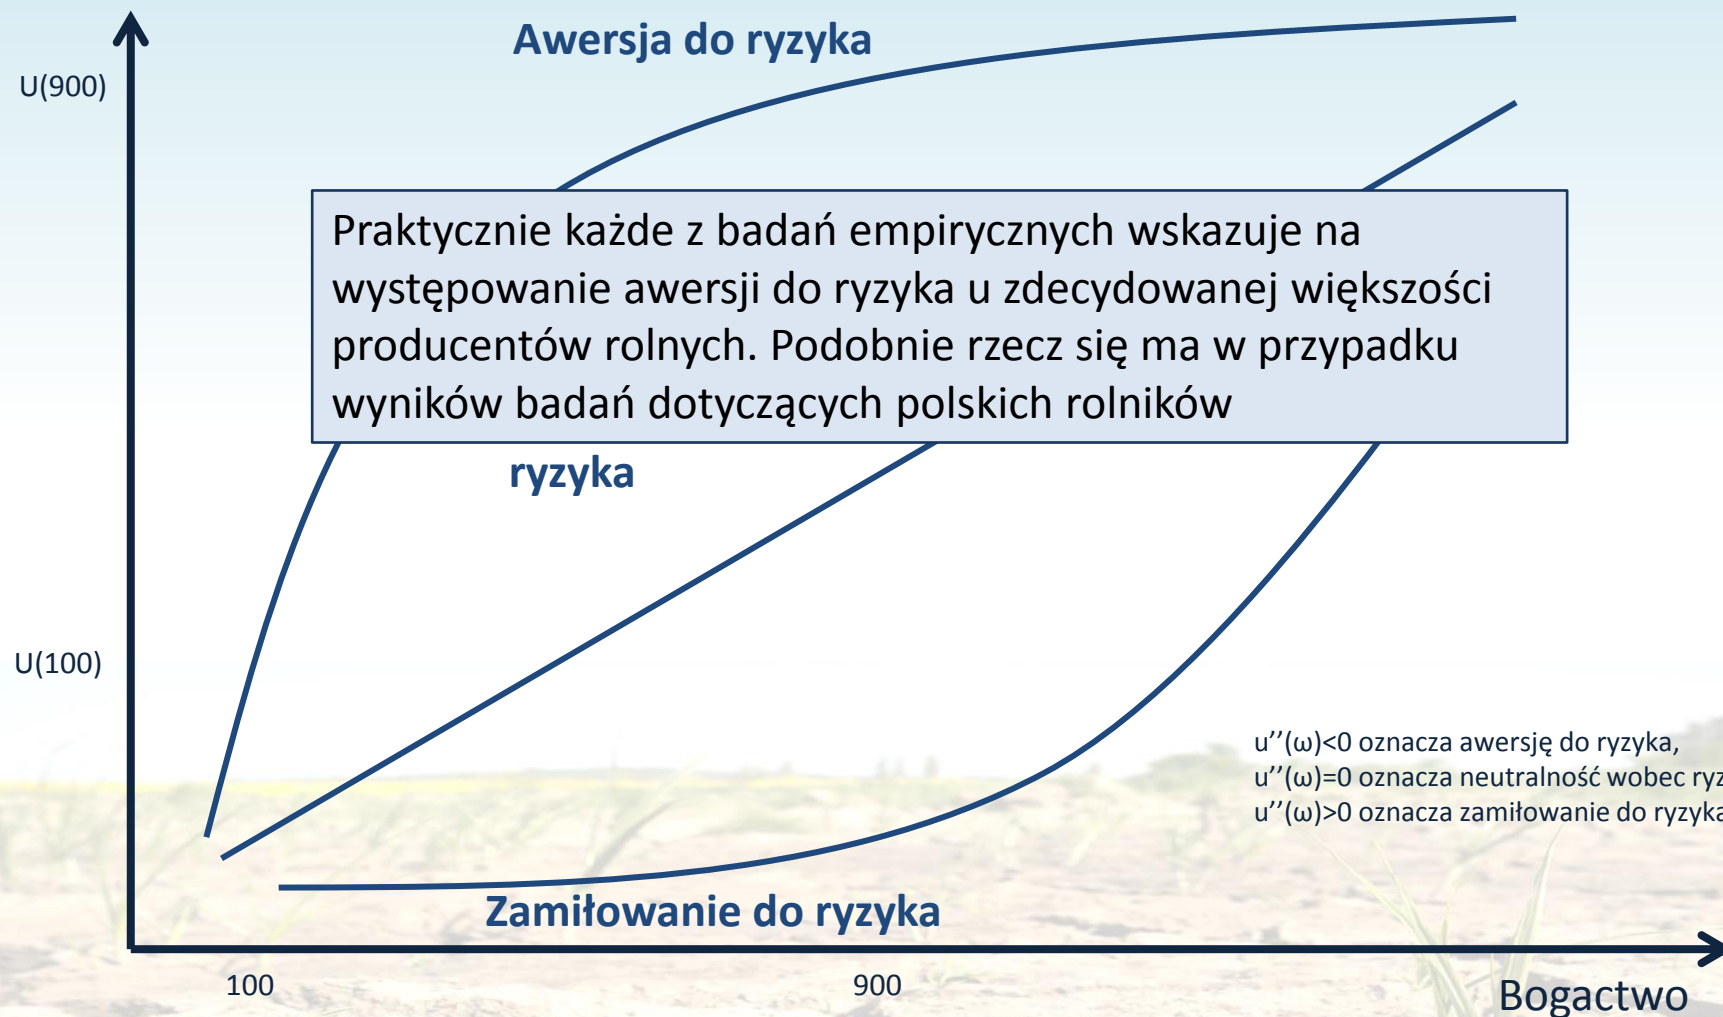 Awersja do ryzyka
U(900)
Praktycznie każde z badań empirycznych wskazuje na
występowanie awersji do ryzyka u zdecydowanej większości
producentów rolnych. Podobnie rzecz się ma w przypadku
wyników badań dotyczących polskich rolników
ryzyka
U(100)
u’’(ω)<0 oznacza awersję do ryzyka,
u’’(ω)=0 oznacza neutralność wobec ryz
u’’(ω)>0 oznacza zamiłowanie do ryzyka
Zamiłowanie do ryzyka
100
900
Bogactwo